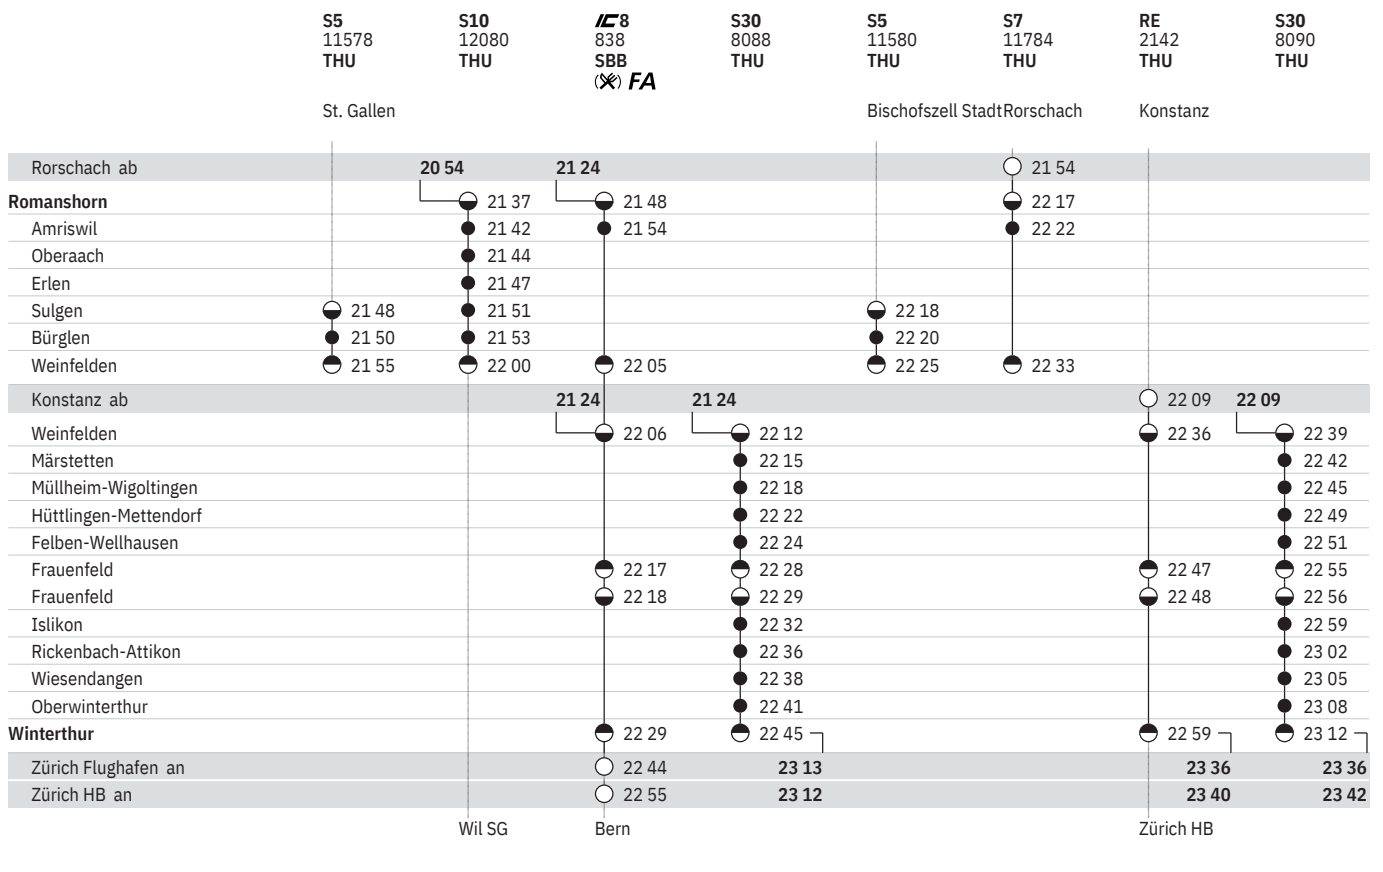 S5 S10 IC8 S30 S5 S7 RE S30
11578 12080 838 8088 11580 11784 2142 8090
THU THU SBB THU THU THU THU THU
FA
St. Gallen Bischofszell Stadt Rorschach Konstanz
Rorschach ab 20 54 21 24 21 54
Romanshorn 21 37 21 48 22 17
Amriswil 21 42 21 54 22 22
Oberaach 21 44
Erlen 21 47
Sulgen 21 48 21 51 22 18
Bürglen 21 50 21 53 22 20
Weinfelden 21 55 22 00 22 05 22 25 22 33
Konstanz ab 21 24 21 24 22 09 22 09
Weinfelden 22 06 22 12 22 36 22 39
Märstetten 22 15 22 42
Müllheim-Wigoltingen 22 18 22 45
Hüttlingen-Mettendorf 22 22 22 49
Felben-Wellhausen 22 24 22 51
Frauenfeld 22 17 22 28 22 47 22 55
Frauenfeld 22 18 22 29 22 48 22 56
Islikon 22 32 22 59
Rickenbach-Attikon 22 36 23 02
Wiesendangen 22 38 23 05
Oberwinterthur 22 41 23 08
Winterthur 22 29 22 45 22 59 23 12
Zürich Flughafen an 22 44 23 13 23 36 23 36
Zürich HB an 22 55 23 12 23 40 23 42
Wil SG Bern Zürich HB